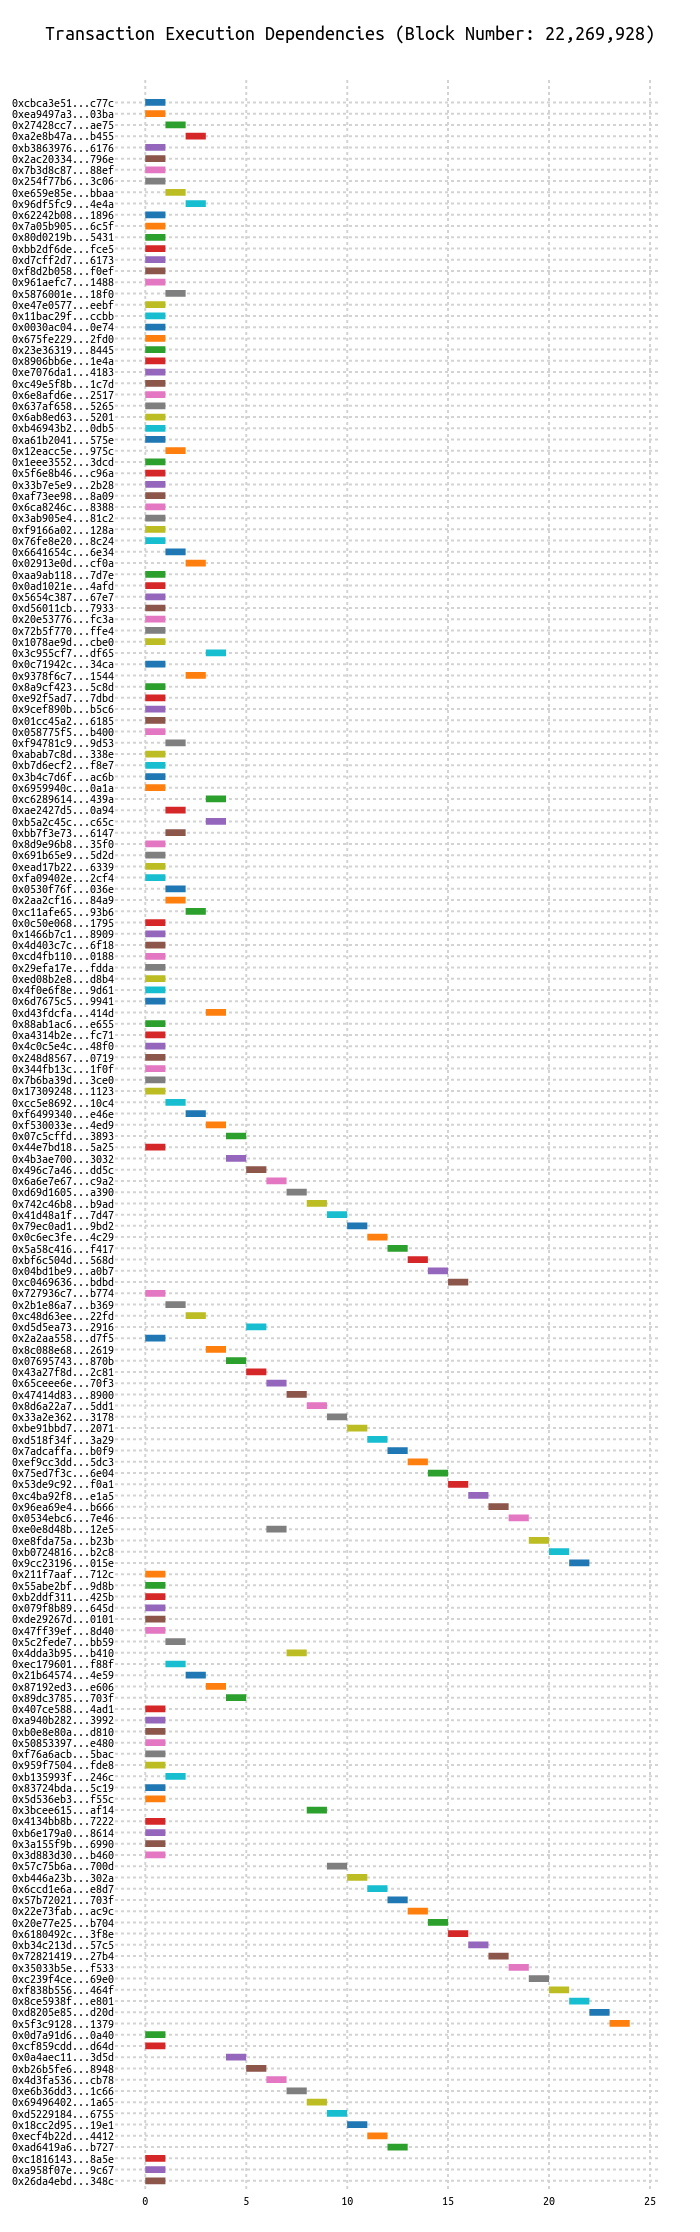 Transaction Execution Dependencies (Block Number: 22,269,928)
0xcbca3e51...c77c
0xea9497a3...03ba
0x27428cc7...ae75
0xa2e8b47a...b455
0xb3863976...6176
0x2ac20334...796e
0x7b3d8c87...88ef
0x254f77b6...3c06
0xe659e85e...bbaa
0x96df5fc9...4e4a
0x62242b08...1896
0x7a05b905...6c5f
0x80d0219b...5431
0xbb2df6de...fce5
0xd7cff2d7...6173
0xf8d2b058...f0ef
0x961aefc7...1488
0x5876001e...18f0
0xe47e0577...eebf
0x11bac29f...ccbb
0x0030ac04...0e74
0x675fe229...2fd0
0x23e36319...8445
0x8906bb6e...1e4a
0xe7076da1...4183
0xc49e5f8b...1c7d
0x6e8afd6e...2517
0x637af658...5265
0x6ab8ed63...5201
0xb46943b2...0db5
0xa61b2041...575e
0x12eacc5e...975c
0x1eee3552...3dcd
0x5f6e8b46...c96a
0x33b7e5e9...2b28
0xaf73ee98...8a09
0x6ca8246c...8388
0x3ab905e4...81c2
0xf9166a02...128a
0x76fe8e20...8c24
0x6641654c...6e34
0x02913e0d...cf0a
0xaa9ab118...7d7e
0x0ad1021e...4afd
0x5654c387...67e7
0xd56011cb...7933
0x20e53776...fc3a
0x72b5f770...ffe4
0x1078ae9d...cbe0
0x3c955cf7...df65
0x0c71942c...34ca
0x9378f6c7...1544
0x8a9cf423...5c8d
0xe92f5ad7...7dbd
0x9cef890b...b5c6
0x01cc45a2...6185
0x058775f5...b400
0xf94781c9...9d53
0xabab7c8d...338e
0xb7d6ecf2...f8e7
0x3b4c7d6f...ac6b
0x6959940c...0a1a
0xc6289614...439a
0xae2427d5...0a94
0xb5a2c45c...c65c
0xbb7f3e73...6147
0x8d9e96b8...35f0
0x691b65e9...5d2d
0xead17b22...6339
0xfa09402e...2cf4
0x0530f76f...036e
0x2aa2cf16...84a9
0xc11afe65...93b6
0x0c50e068...1795
0x1466b7c1...8909
0x4d403c7c...6f18
0xcd4fb110...0188
0x29efa17e...fdda
0xed08b2e8...d8b4
0x4f0e6f8e...9d61
0x6d7675c5...9941
0xd43fdcfa...414d
0x88ab1ac6...e655
0xa4314b2e...fc71
0x4c0c5e4c...48f0
0x248d8567...0719
0x344fb13c...1f0f
0x7b6ba39d...3ce0
0x17309248...1123
0xcc5e8692...10c4
0xf6499340...e46e
0xf530033e...4ed9
0x07c5cffd...3893
0x44e7bd18...5a25
0x4b3ae700...3032
0x496c7a46...dd5c
0x6a6e7e67...c9a2
0xd69d1605...a390
0x742c46b8...b9ad
0x41d48a1f...7d47
0x79ec0ad1...9bd2
0x0c6ec3fe...4c29
0x5a58c416...f417
0xbf6c504d...568d
0x04bd1be9...a0b7
0xc0469636...bdbd
0x727936c7...b774
0x2b1e86a7...b369
0xc48d63ee...22fd
0xd5d5ea73...2916
0x2a2aa558...d7f5
0x8c088e68...2619
0x07695743...870b
0x43a27f8d...2c81
0x65ceee6e...70f3
0x47414d83...8900
0x8d6a22a7...5dd1
0x33a2e362...3178
0xbe91bbd7...2071
0xd518f34f...3a29
0x7adcaffa...b0f9
0xef9cc3dd...5dc3
0x75ed7f3c...6e04
0x53de9c92...f0a1
0xc4ba92f8...e1a5
0x96ea69e4...b666
0x0534ebc6...7e46
0xe0e8d48b...12e5
0xe8fda75a...b23b
0xb0724816...b2c8
0x9cc23196...015e
0x211f7aaf...712c
0x55abe2bf...9d8b
0xb2ddf311...425b
0x079f8b89...645d
0xde29267d...0101
0x47ff39ef...8d40
0x5c2fede7...bb59
0x4dda3b95...b410
0xec179601...f88f
0x21b64574...4e59
0x87192ed3...e606
0x89dc3785...703f
0x407ce588...4ad1
0xa940b282...3992
0xb0e8e80a...d810
0x50853397...e480
0xf76a6acb...5bac
0x959f7504...fde8
0xb135993f...246c
0x83724bda...5c19
0x5d536eb3...f55c
0x3bcee615...af14
0x4134bb8b...7222
0xb6e179a0...8614
0x3a155f9b...6990
0x3d883d30...b460
0x57c75b6a...700d
0xb446a23b...302a
0x6ccd1e6a...e8d7
0x57b72021...703f
0x22e73fab...ac9c
0x20e77e25...b704
0x6180492c...3f8e
0xb34c213d...57c5
0x72821419...27b4
0x35033b5e...f533
0xc239f4ce...69e0
0xf838b556...464f
0x8ce5938f...e801
0xd8205e85...d20d
0x5f3c9128...1379
0x0d7a91d6...0a40
0xcf859cdd...d64d
0x0a4aec11...3d5d
0xb26b5fe6...8948
0x4d3fa536...cb78
0xe6b36dd3...1c66
0x69496402...1a65
0xd5229184...6755
0x18cc2d95...19e1
0xecf4b22d...4412
0xad6419a6...b727
0xc1816143...8a5e
0xa958f07e...9c67
0x26da4ebd...348c
0 5 10 15 20 25